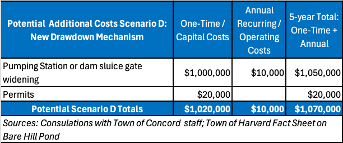 Potential Additional Costs Scenario D: New Drawdown Mechanism | One-Time / Capital Costs | Annual Recurring / Operating Costs | 5-year Total: One-Time + Annual
Pumping Station or dam sluice gate widening | $1,000,000 | $10,000 | $1,050,000
Permits | $20,000 | | $20,000
Potential Scenario D Totals | $1,020,000 | $10,000 | $1,070,000
Sources: Consulations with Town of Concord staff; Town of Harvard Fact Sheet on
Bare Hill Pond